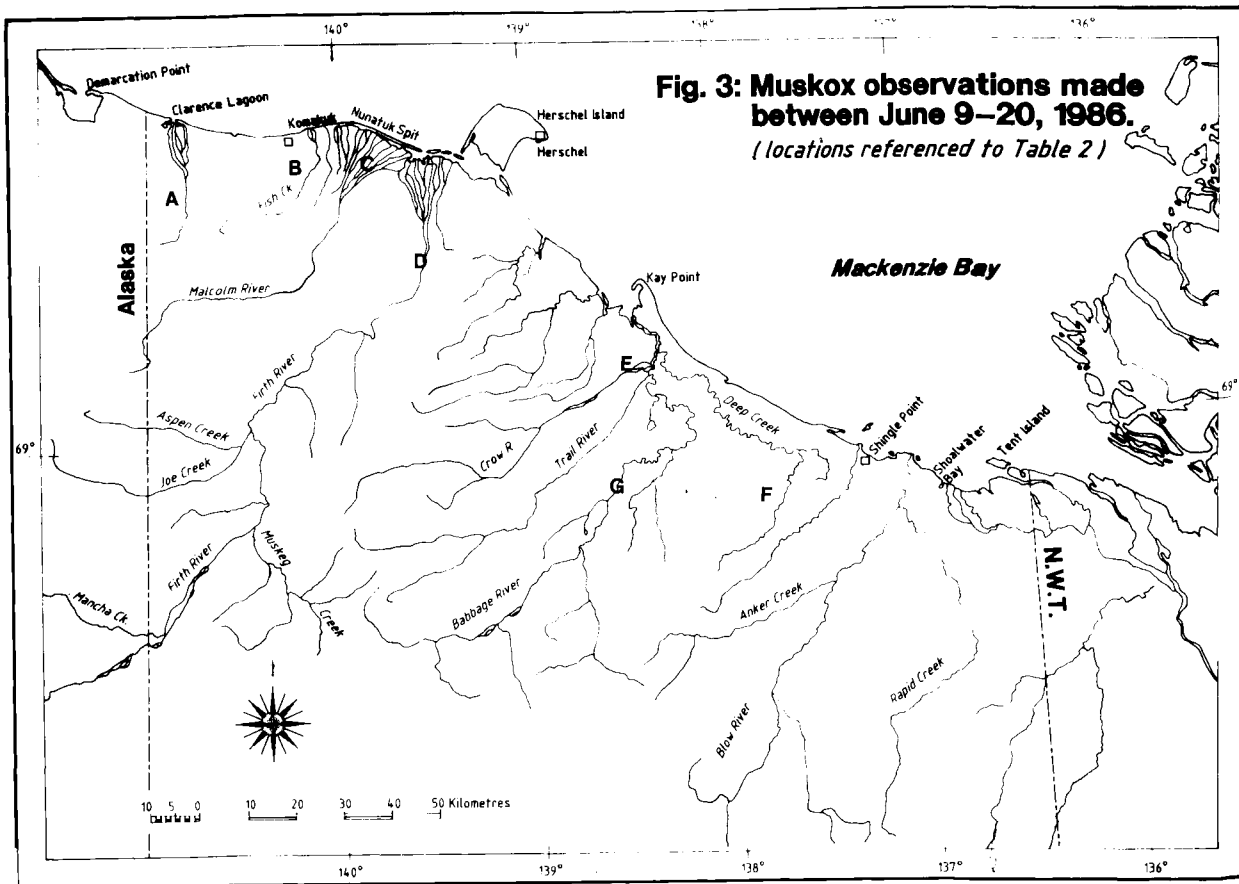 140°
139°
138°
137°
136°
Demarcation Point
Clarence Lagoon
Komakuk
Nunatuk Spit
Herschel Island
Herschel
Fig. 3: Muskox observations made
between June 9–20, 1986.
(locations referenced to Table 2)
A
B
C
Fish Ck.
D
Alaska
Malcolm River
Mackenzie Bay
Kay Point
E
Firth River
Aspen Creek
Joe Creek
69°
69°
Crow R
Trail River
Deep Creek
Shingle Point
Shoalwater
Bay
Tent Island
G
F
Firth River
Muskeg
Creek
Mancha Ck.
Babbage River
Anker Creek
N.W.T.
Rapid Creek
Blow River
10 5 0 10 20 30 40 50 Kilometres
140°
139°
138°
137°
136°